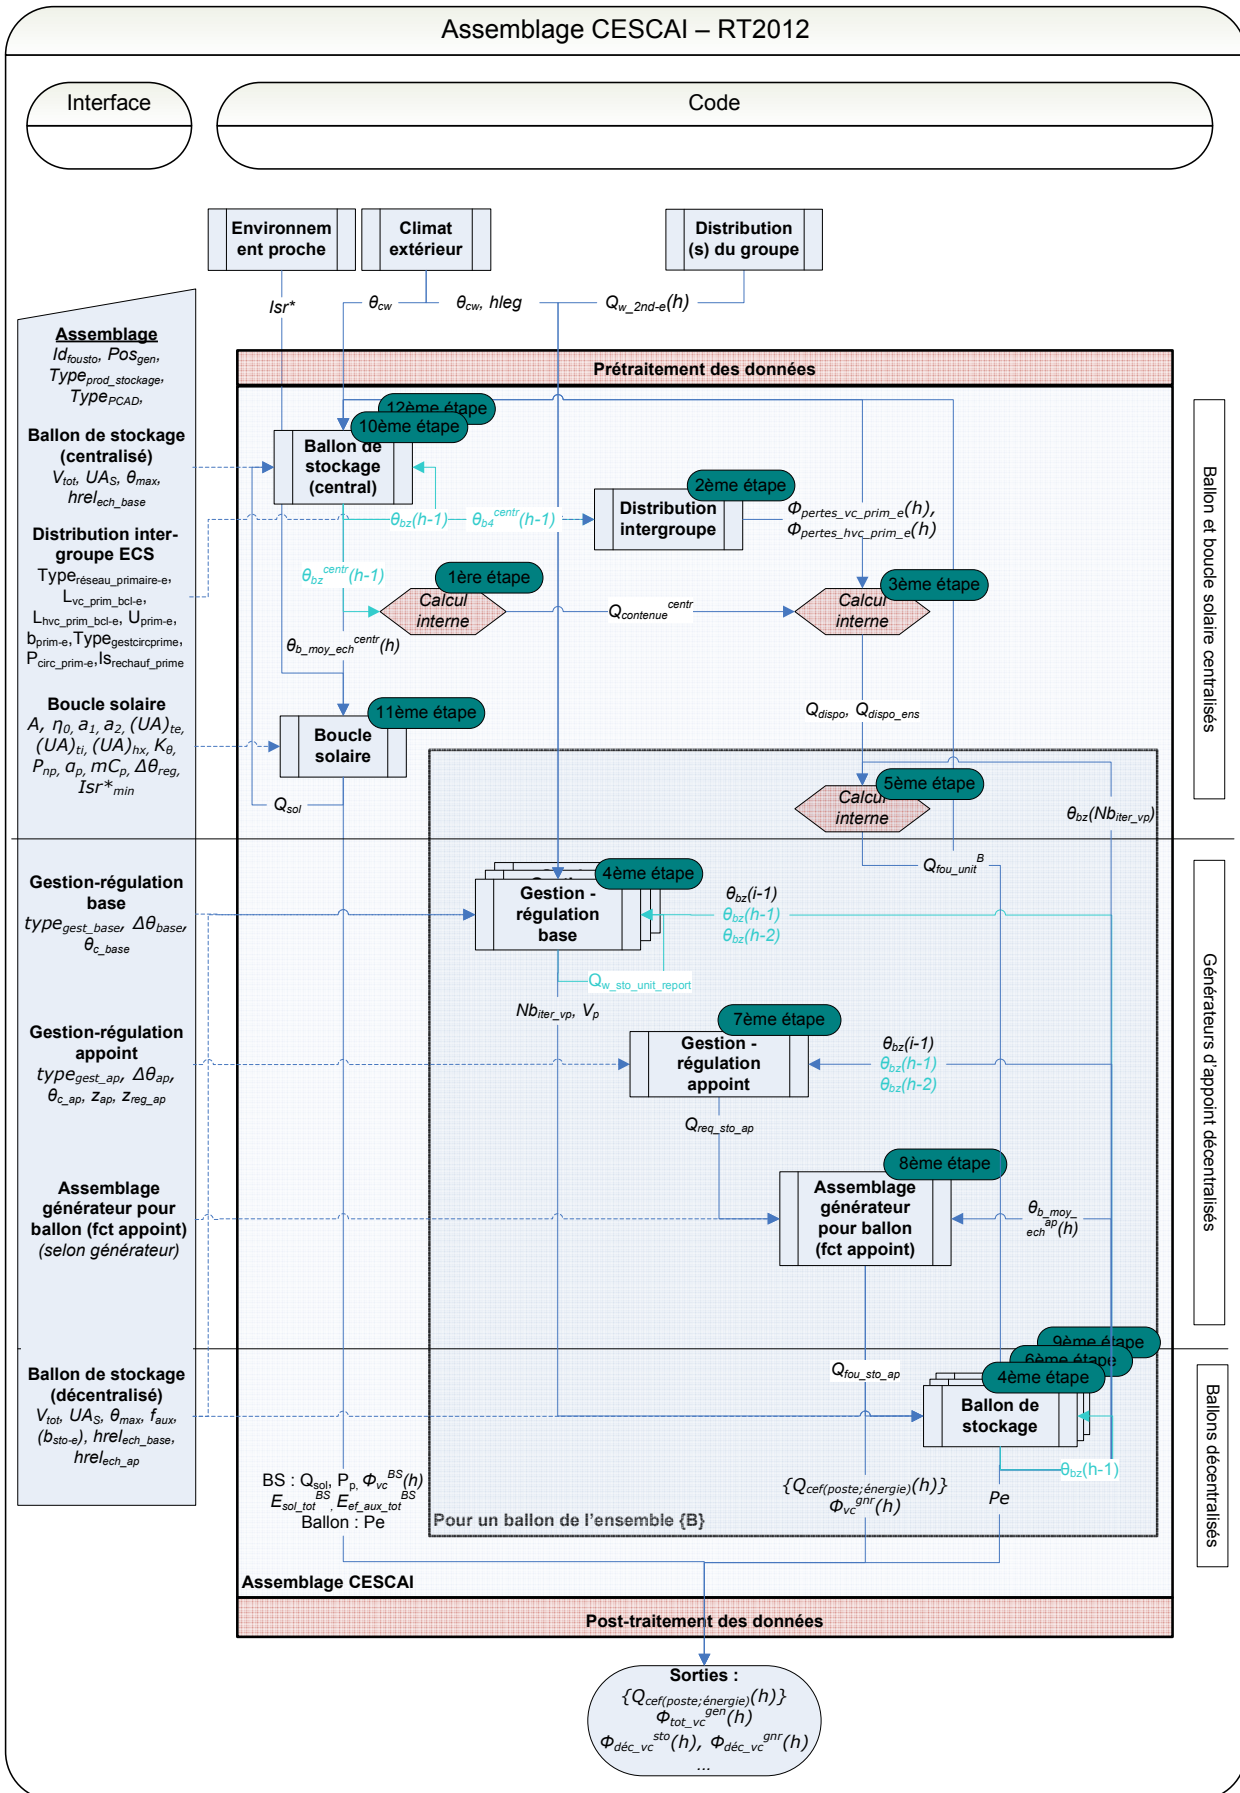 Assemblage CESCAI – RT2012
Interface
Code
Environnem
ent proche
Climat
extérieur
Distribution
(s) du groupe
Isr*
θcw
θcw, hleg
Qw_2nd-e(h)
Assemblage
Idfousto, Posgen,
Typeprod_stockage,
TypePCAD,
Ballon de stockage
(centralisé)
Vtot, UAS, θmax,
hrelech_base
Distribution inter-
groupe ECS
Typeréseau_primaire-e,
Lvc_prim_bcl-e,
Lhvc_prim_bcl-e, Uprim-e,
bprim-e,Typegestcircprime,
Pcirc_prim-e,Isrechauf_prime
Boucle solaire
A, η0, a1, a2, (UA)te,
(UA)ti, (UA)hx, Kθ,
Pnp, ap, mCp, Δθreg,
Isr*min
Gestion-régulation
base
typegest_base, Δθbase,
θc_base
Gestion-régulation
appoint
typegest_ap, Δθap,
θc_ap, zap, zreg_ap
Assemblage
générateur pour
ballon (fct appoint)
(selon générateur)
Ballon de stockage
(décentralisé)
Vtot, UAS, θmax, faux,
(bsto-e), hrelech_base,
hrelech_ap
Prétraitement des données
12ème étape
10ème étape
Ballon de
stockage
(central)
2ème étape
Distribution
intergroupe
Φpertes_vc_prim_e(h),
Φpertes_hvc_prim_e(h)
θbz(h-1)
θb4centr(h-1)
θbzcentr(h-1)
1ère étape
Calcul
interne
Qcontenuecentr
3ème étape
Calcul
interne
θb_moy_echcentr(h)
Qdispo, Qdispo_ens
11ème étape
Boucle
solaire
Qsol
5ème étape
Calcul
interne
θbz(Nbiter_vp)
Qfou_unitB
4ème étape
Gestion -
régulation
base
θbz(i-1)
θbz(h-1)
θbz(h-2)
Qw_sto_unit_report
Nbiter_vp, Vp
7ème étape
Gestion -
régulation
appoint
θbz(i-1)
θbz(h-1)
θbz(h-2)
Qreq_sto_ap
8ème étape
Assemblage
générateur
pour ballon
(fct appoint)
θb_moy_
echap(h)
9ème étape
6ème étape
4ème étape
Qfou_sto_ap
Ballon de
stockage
θbz(h-1)
BS : Qsol, Pp, ΦvcBS(h)
Esol_totBS, Eef_aux_totBS
Ballon : Pe
{Qcef(poste;énergie)(h)}
Φvcgnr(h)
Pe
Pour un ballon de l'ensemble {B}
Assemblage CESCAI
Post-traitement des données
Sorties :
{Qcef(poste;énergie)(h)}
Φtot_vcgen(h)
Φdéc_vcsto(h), Φdéc_vcgnr(h)
...
Ballon et boucle solaire centralisés
Générateurs d'appoint décentralisés
Ballons décentralisés